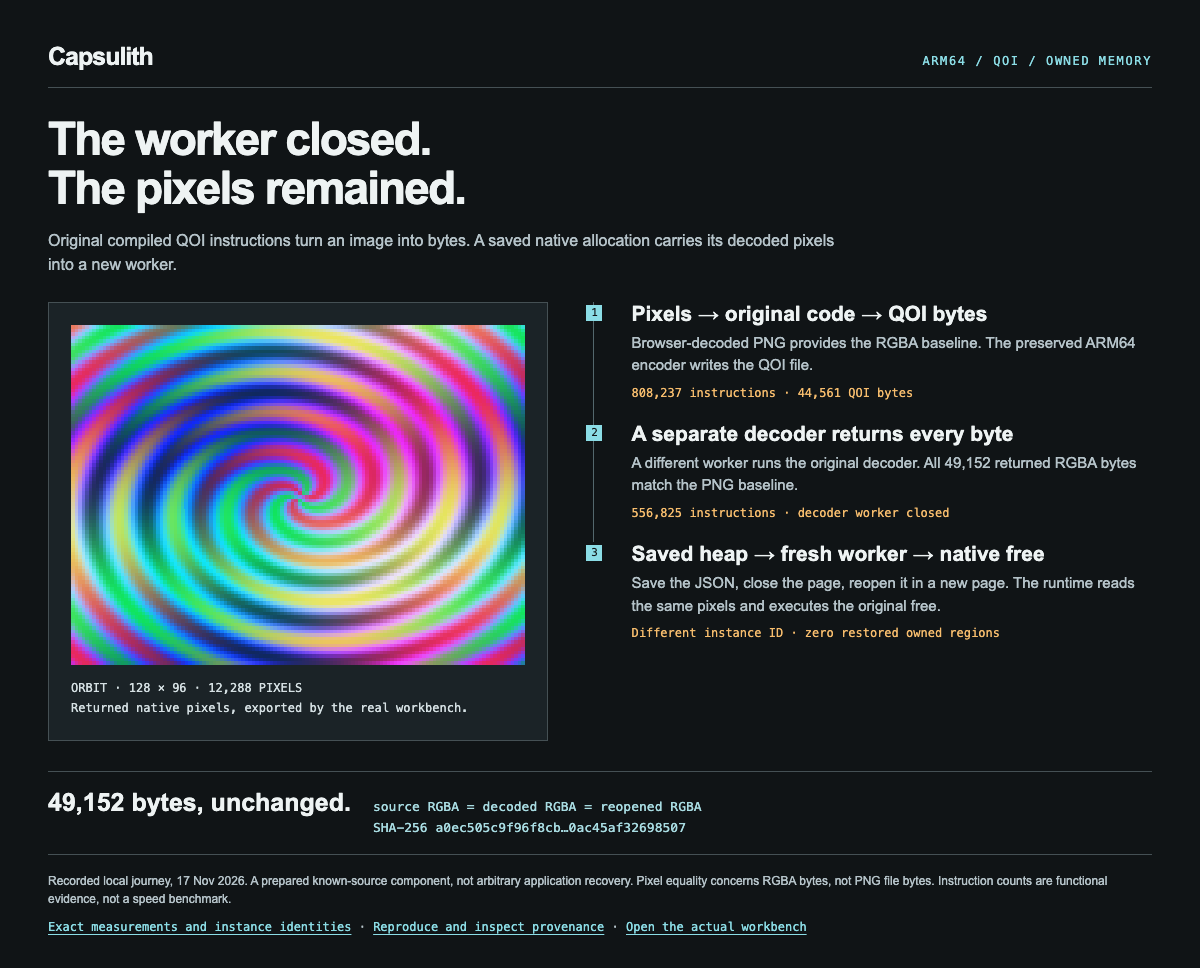 Capsulith
ARM64 / QOI / OWNED MEMORY
The worker closed.
The pixels remained.
Original compiled QOI instructions turn an image into bytes. A saved native allocation carries its decoded pixels
into a new worker.
1
Pixels → original code → QOI bytes
Browser-decoded PNG provides the RGBA baseline. The preserved ARM64
encoder writes the QOI file.
808,237 instructions · 44,561 QOI bytes
2
A separate decoder returns every byte
A different worker runs the original decoder. All 49,152 returned RGBA bytes
match the PNG baseline.
556,825 instructions · decoder worker closed
3
Saved heap → fresh worker → native free
Save the JSON, close the page, reopen it in a new page. The runtime reads
the same pixels and executes the original free.
Different instance ID · zero restored owned regions
ORBIT · 128 × 96 · 12,288 PIXELS
Returned native pixels, exported by the real workbench.
49,152 bytes, unchanged.
source RGBA = decoded RGBA = reopened RGBA
SHA-256 a0ec505c9f96f8cb…0ac45af32698507
Recorded local journey, 17 Nov 2026. A prepared known-source component, not arbitrary application recovery. Pixel equality concerns RGBA bytes, not PNG file bytes. Instruction counts are functional
evidence, not a speed benchmark.
Exact measurements and instance identities · Reproduce and inspect provenance · Open the actual workbench